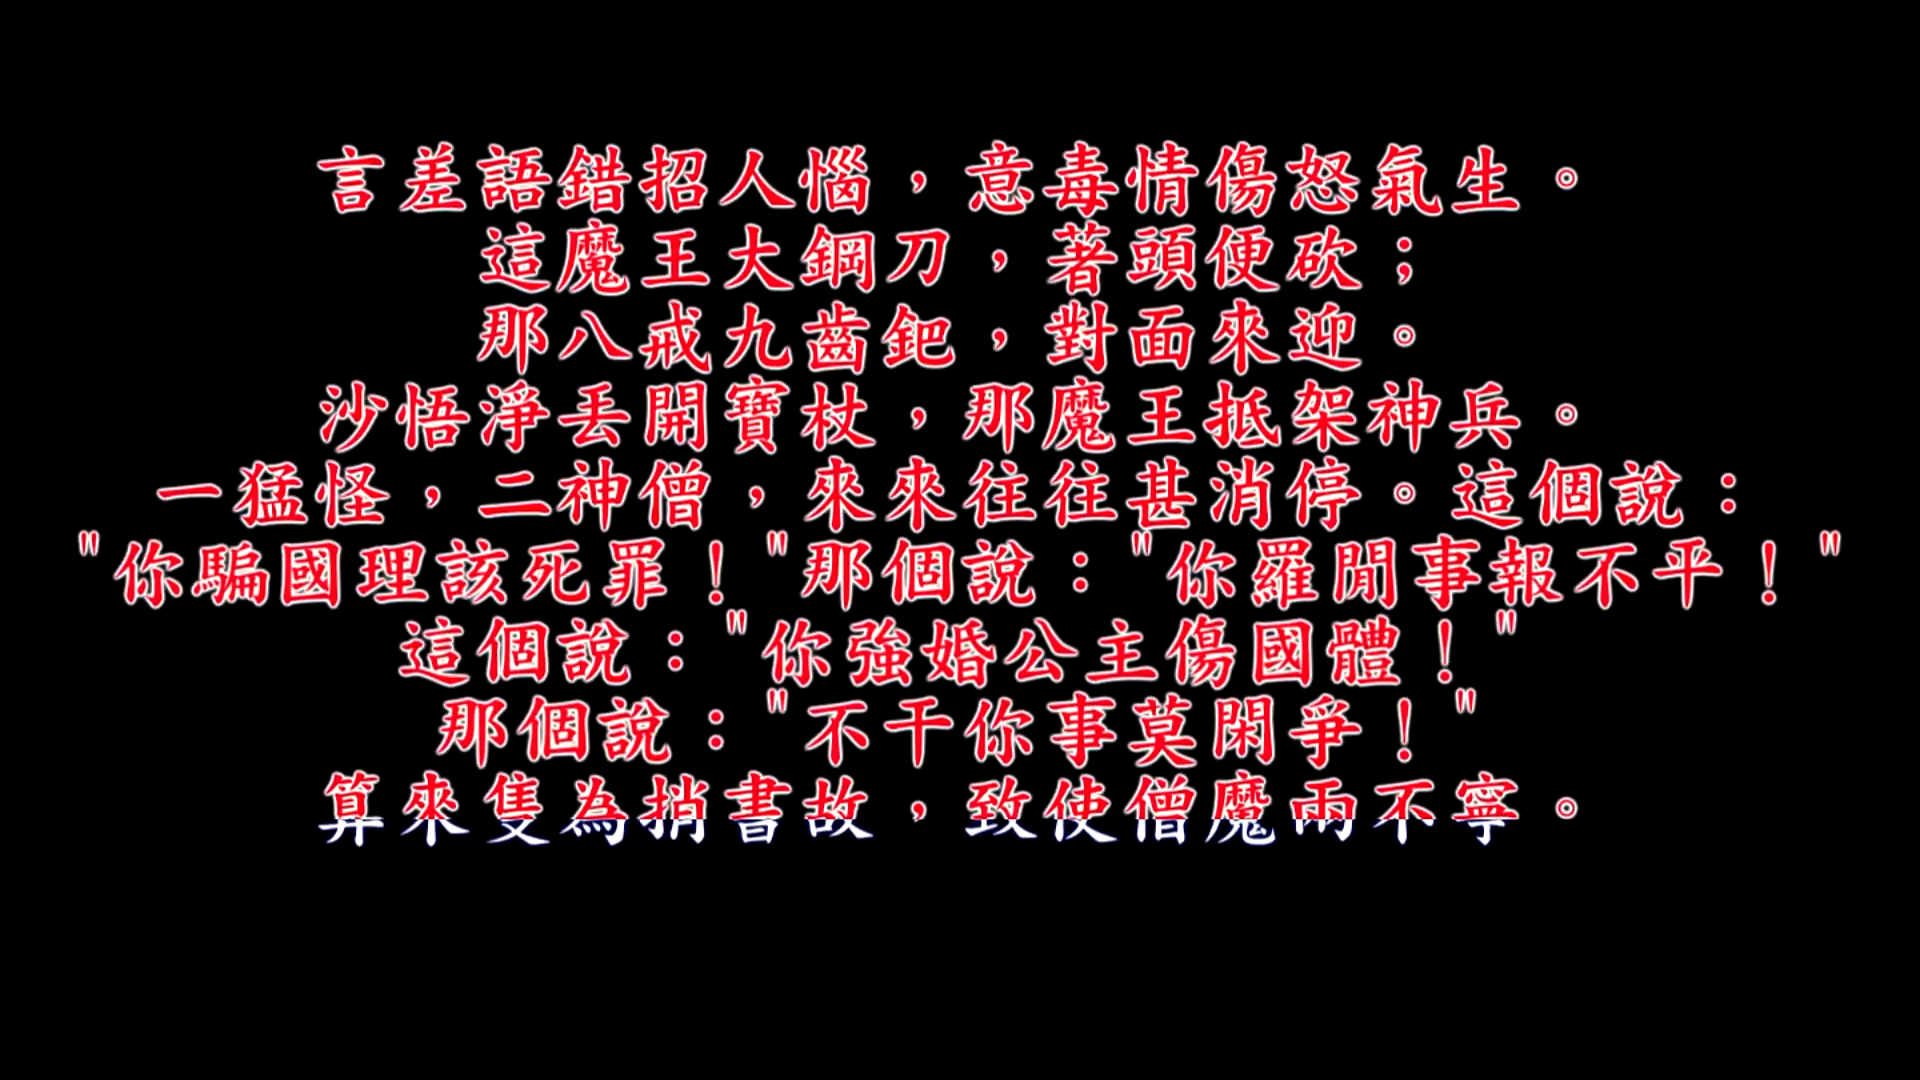 言差語錯招人惱，意毒情傷怒氣生。
這魔王大鋼刀，著頭便砍；
那八戒九齒鈀，對面來迎。
沙悟淨丟開寶杖，那魔王抵架神兵。
一猛怪，二神僧，來來往往甚消停。這個說：
"你騙國理該死罪！"那個說："你羅閒事報不平！"
這個說："你強婚公主傷國體！"
那個說："不干你事莫閑爭！"
算來隻為捎書故，致使僧魔兩不寧。